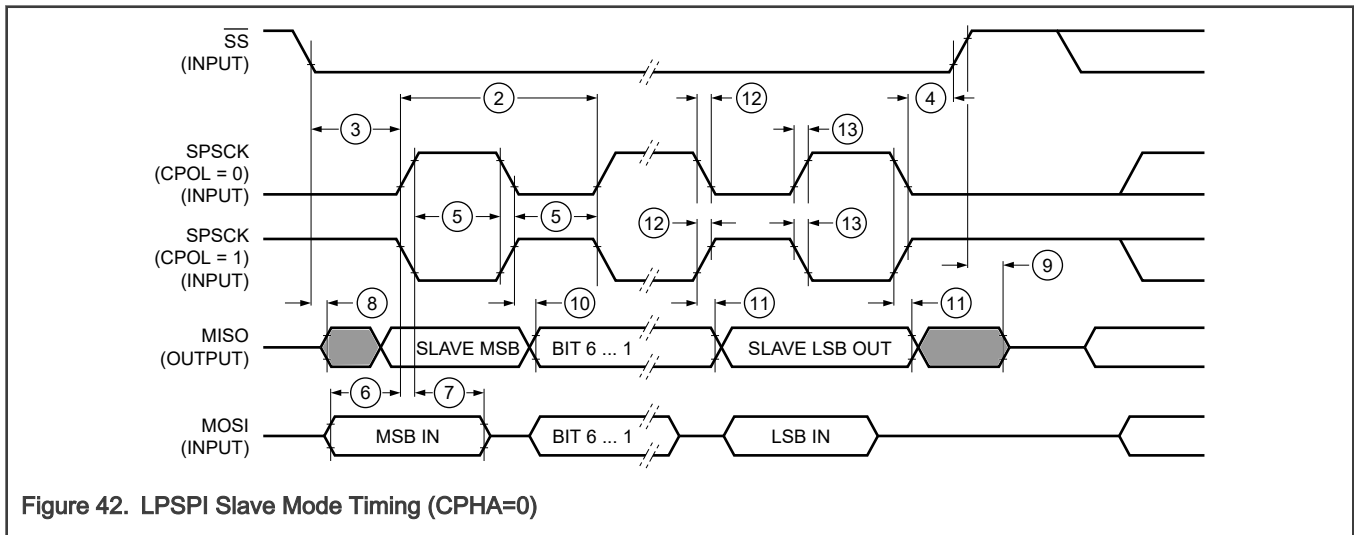 SS
(INPUT)
2
12
4
3
13
SPSCK
(CPOL = 0)
(INPUT)
5
5
12
13
SPSCK
(CPOL = 1)
(INPUT)
9
8
10
11
11
MISO
(OUTPUT)
SLAVE MSB
BIT 6 ... 1
SLAVE LSB OUT
6
7
MOSI
(INPUT)
MSB IN
BIT 6 ... 1
LSB IN
Figure 42. LPSPI Slave Mode Timing (CPHA=0)